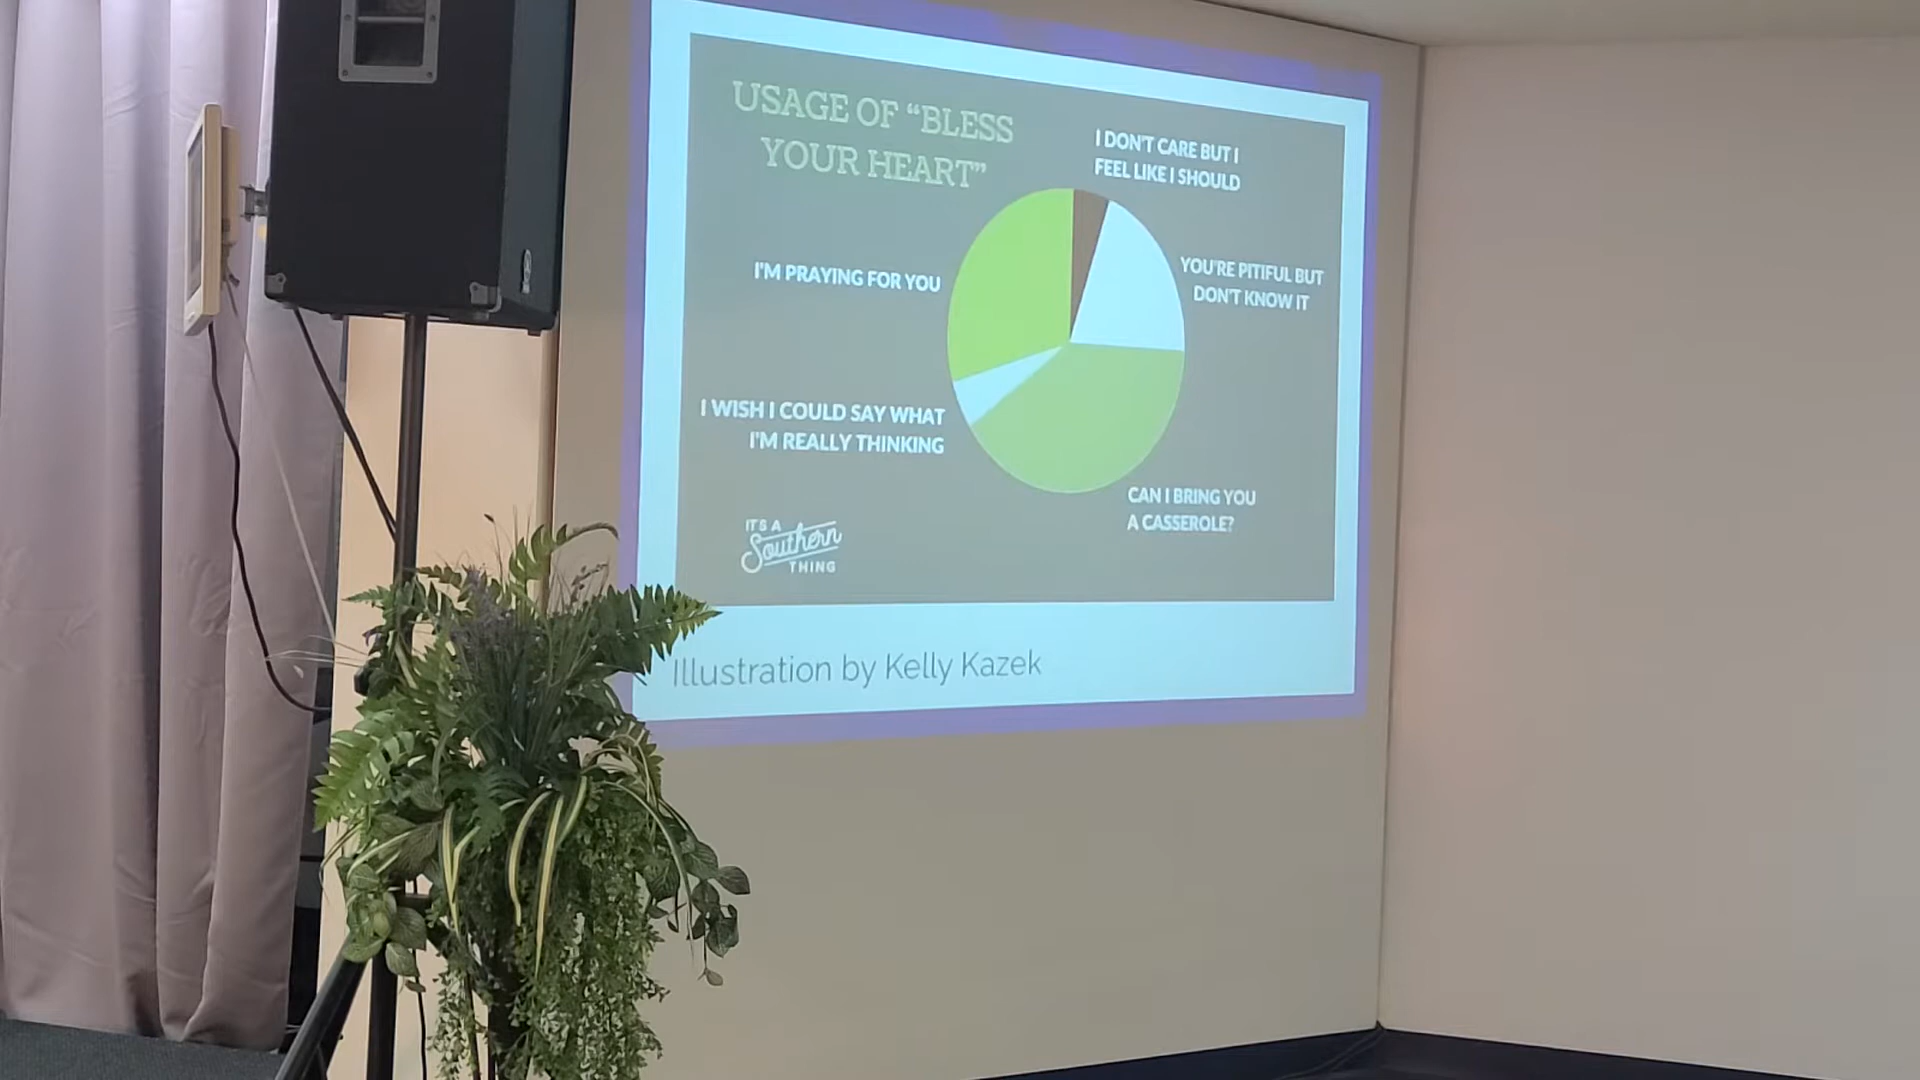 USAGE OF “BLESS
YOUR HEART”
I DON'T CARE BUT I
FEEL LIKE I SHOULD
YOU'RE PITIFUL BUT
DON'T KNOW IT
I'M PRAYING FOR YOU
I WISH I COULD SAY WHAT
I'M REALLY THINKING
CAN I BRING YOU
A CASSEROLE?
IT'S A
Southern
THING
Illustration by Kelly Kazek